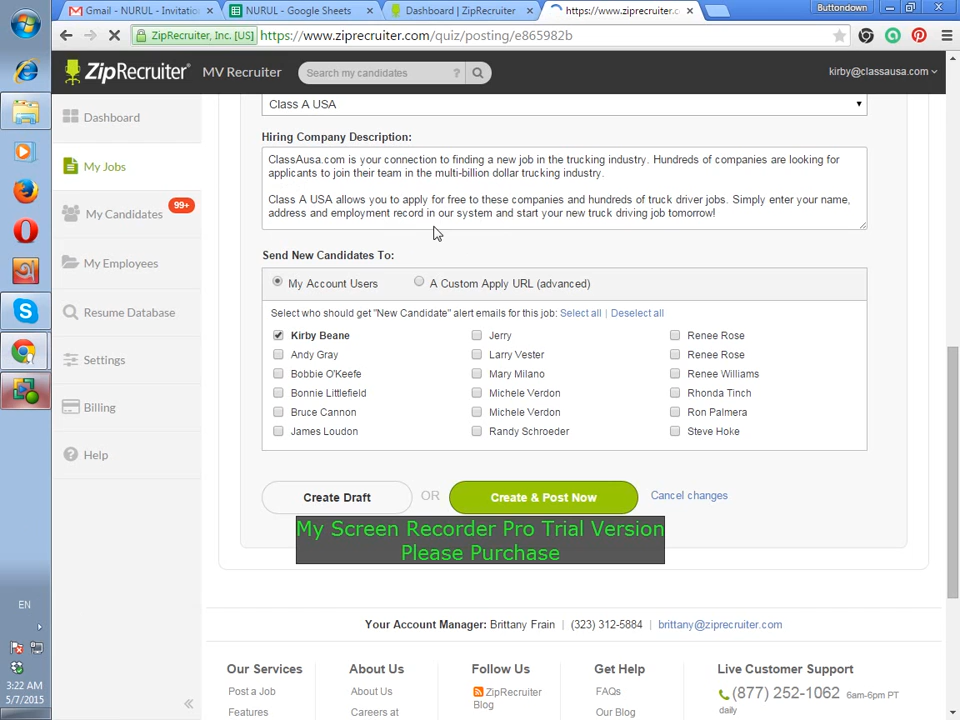 Gmail - NURUL - Invitatio
NURUL - Google Sheets
Dashboard | ZipRecruiter
https://www.ziprecruiter.c
Buttondown
ZipRecruiter, Inc. [US]
https://www.ziprecruiter.com/quiz/posting/e865982b
ZipRecruiter®
MV Recruiter
Search my candidates
?
kirby@classausa.com
Dashboard
My Jobs
My Candidates
99+
My Employees
Resume Database
Settings
Billing
Help
Class A USA
Hiring Company Description:
ClassAusa.com is your connection to finding a new job in the trucking industry. Hundreds of companies are looking for
applicants to join their team in the multi-billion dollar trucking industry.
Class A USA allows you to apply for free to these companies and hundreds of truck driver jobs. Simply enter your name,
address and employment record in our system and start your new truck driving job tomorrow!
Send New Candidates To:
My Account Users
A Custom Apply URL (advanced)
Select who should get "New Candidate" alert emails for this job: Select all | Deselect all
Kirby Beane
Jerry
Renee Rose
Andy Gray
Larry Vester
Renee Rose
Bobbie O'Keefe
Mary Milano
Renee Williams
Bonnie Littlefield
Michele Verdon
Rhonda Tinch
Bruce Cannon
Michele Verdon
Ron Palmera
James Loudon
Randy Schroeder
Steve Hoke
Create Draft
OR
Create & Post Now
Cancel changes
My Screen Recorder Pro Trial Version
Please Purchase
Your Account Manager: Brittany Frain | (323) 312-5884 | brittany@ziprecruiter.com
Our Services
About Us
Follow Us
Get Help
Live Customer Support
Post a Job
About Us
ZipRecruiter
Blog
FAQs
(877) 252-1062 6am-6pm PT
daily
Features
Careers at
Our Blog
EN
3:22 AM
5/7/2015